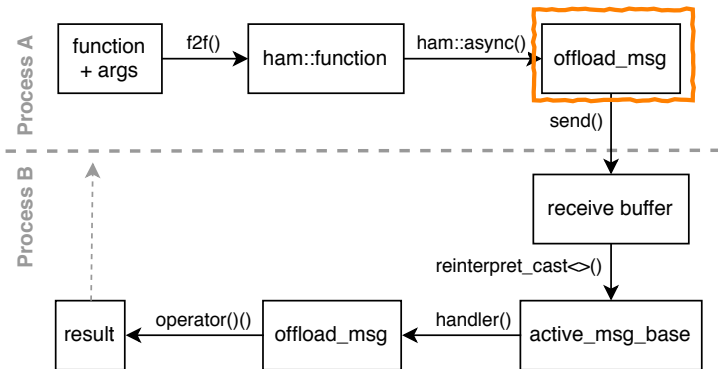 Process A
function
+ args
f2f()
ham::function
ham::async()
offload_msg
send()
Process B
receive buffer
reinterpret_cast<>()
active_msg_base
handler()
offload_msg
operator()()
result